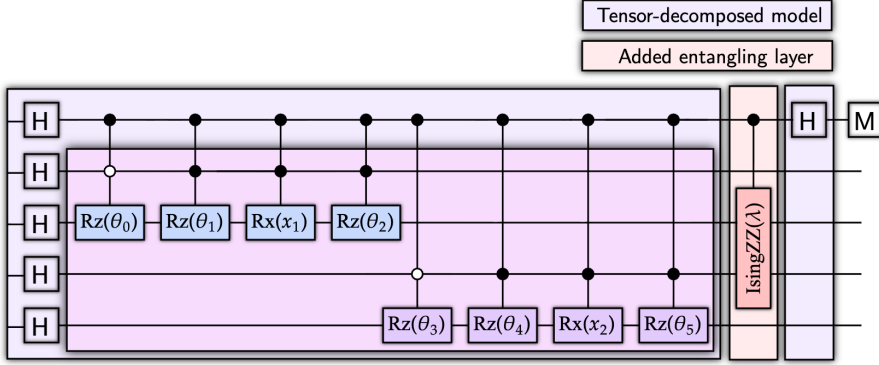 Tensor-decomposed model
Added entangling layer
H H M
H
H Rz(θ₀) Rz(θ₁) Rx(x₁) Rz(θ₂)
H
H Rz(θ₃) Rz(θ₄) Rx(x₂) Rz(θ₅)
IsingZZ(λ)